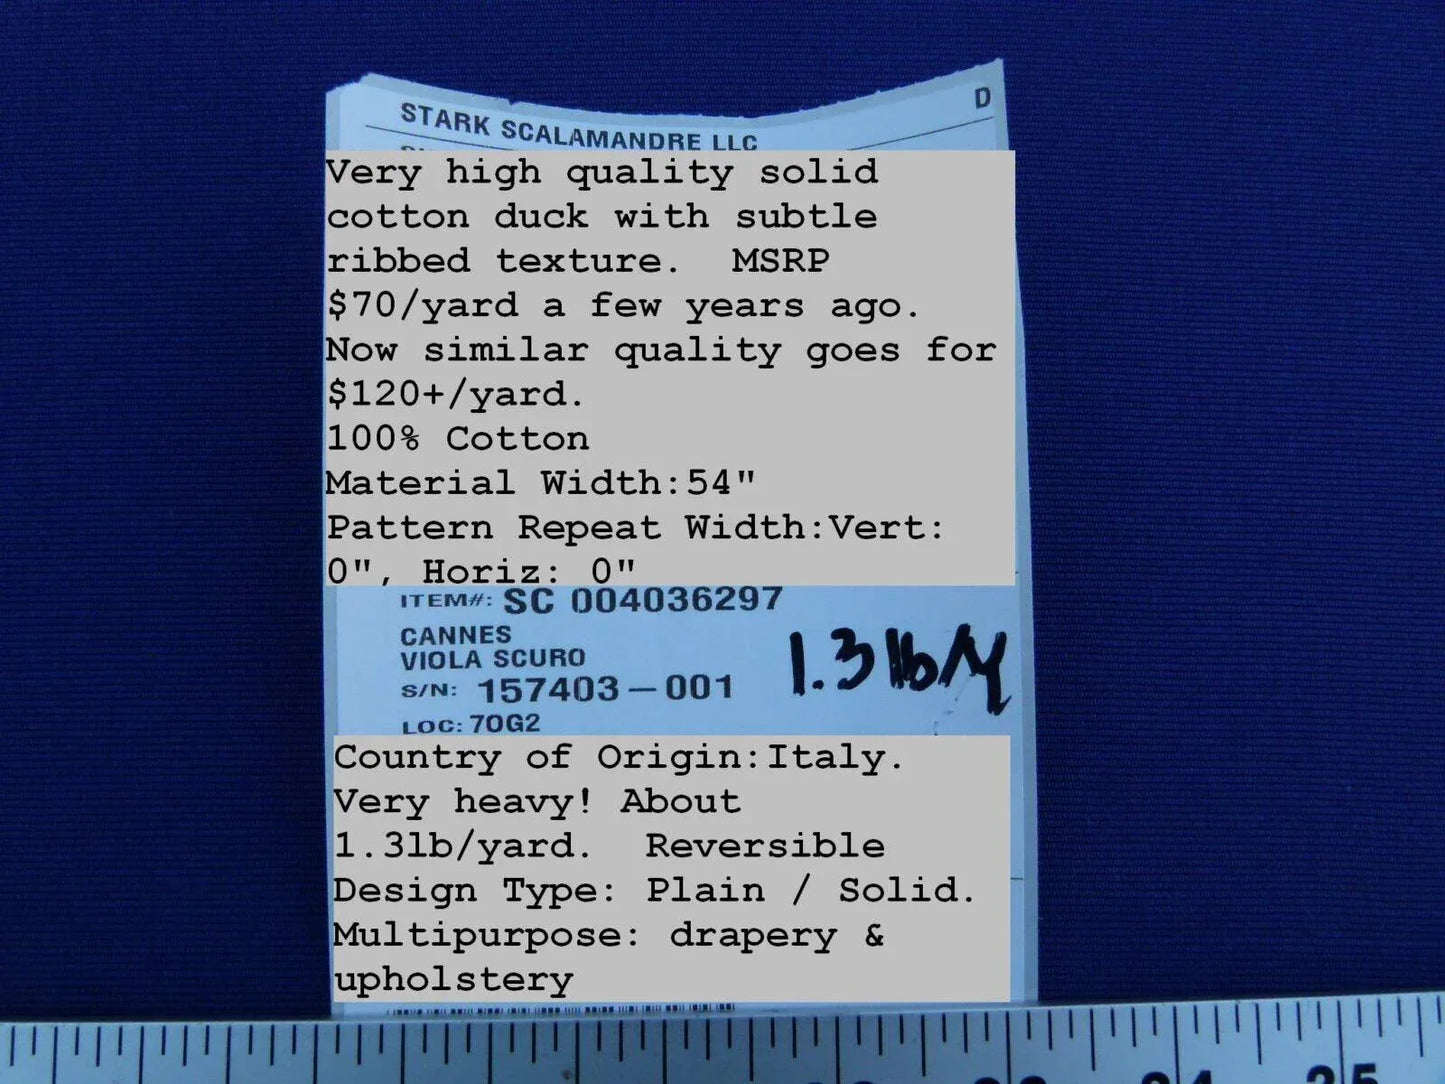 STARK SCALAMANDRE LLC
D
Very high quality solid
cotton duck with subtle
ribbed texture.  MSRP
$70/yard a few years ago.
Now similar quality goes for
$120+/yard.
100% Cotton
Material Width:54"
Pattern Repeat Width:Vert:
0", Horiz: 0"
ITEM#: SC 004036297
CANNES
VIOLA SCURO
S/N: 157403-001
1.3 lb/y
LOC: 70G2
Country of Origin:Italy.
Very heavy! About
1.3lb/yard.  Reversible
Design Type: Plain / Solid.
Multipurpose: drapery &
upholstery